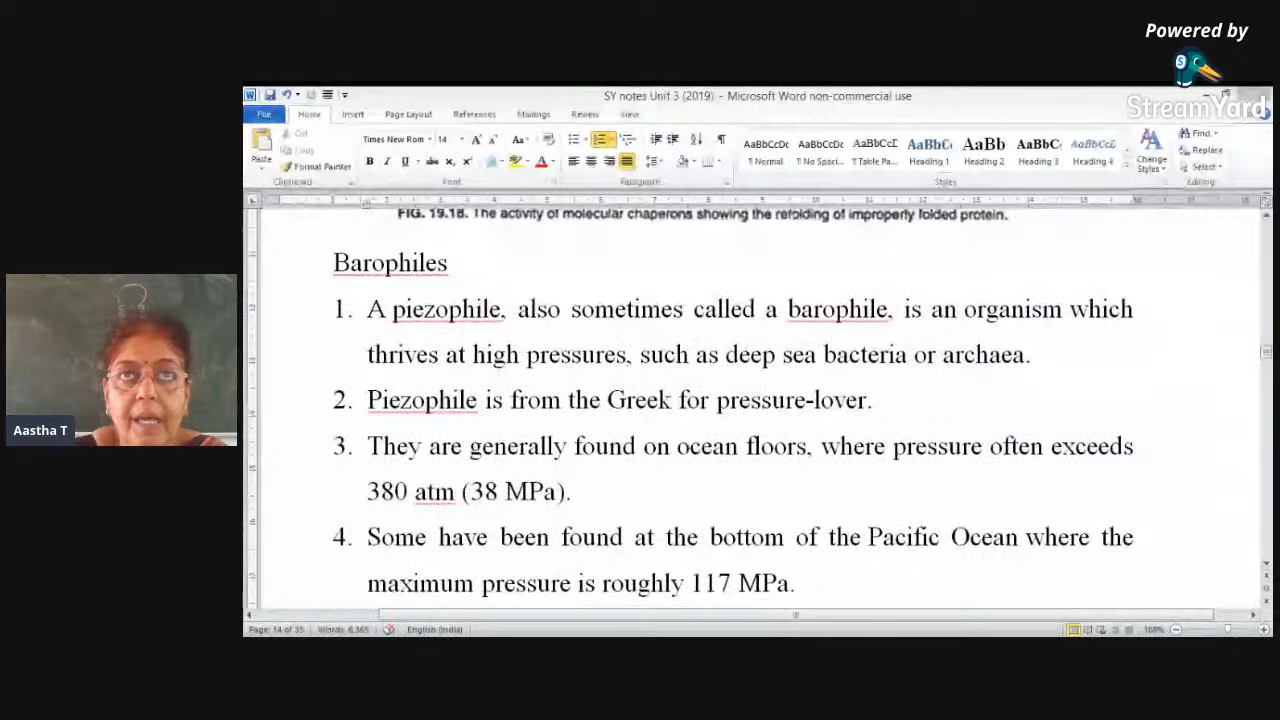 Powered by
StreamYard
SY notes Unit 3 (2019) - Microsoft Word non-commercial use
File Home Insert Page Layout References Mailings Review View
Cut
Copy
Paste
Format Painter
Clipboard
Times New Rom 14
Font
Paragraph
AaBbCcDc AaBbCcDc AaBbCcD AaBbC AaBb AaBbC AaBbCcD
¶ Normal ¶ No Spaci... ¶ Table Pa... Heading 1 Heading 2 Heading 3 Heading 4
Change Styles
Styles
Find
Replace
Select
Editing
FIG. 19.18. The activity of molecular chaperons showing the refolding of improperly folded protein.
Barophiles
1. A piezophile, also sometimes called a barophile, is an organism which
thrives at high pressures, such as deep sea bacteria or archaea.
2. Piezophile is from the Greek for pressure-lover.
3. They are generally found on ocean floors, where pressure often exceeds
380 atm (38 MPa).
4. Some have been found at the bottom of the Pacific Ocean where the
maximum pressure is roughly 117 MPa.
Aastha T
Page: 14 of 35 Words: 6,365 English (India) 168%